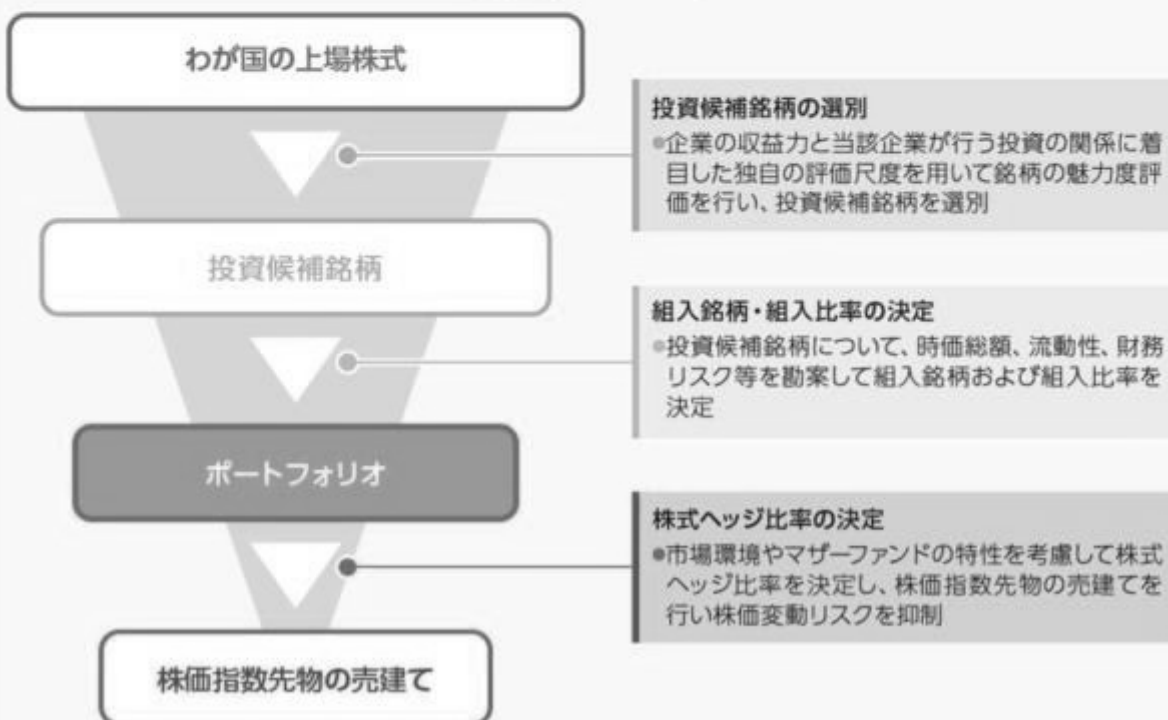 わが国の上場株式
投資候補銘柄の選別
●企業の収益力と当該企業が行う投資の関係に着
目した独自の評価尺度を用いて銘柄の魅力度評
価を行い、投資候補銘柄を選別
投資候補銘柄
組入銘柄・組入比率の決定
●投資候補銘柄について、時価総額、流動性、財務
リスク等を勘案して組入銘柄および組入比率を
決定
ポートフォリオ
株式ヘッジ比率の決定
●市場環境やマザーファンドの特性を考慮して株式
ヘッジ比率を決定し、株価指数先物の売建てを
行い株価変動リスクを抑制
株価指数先物の売建て